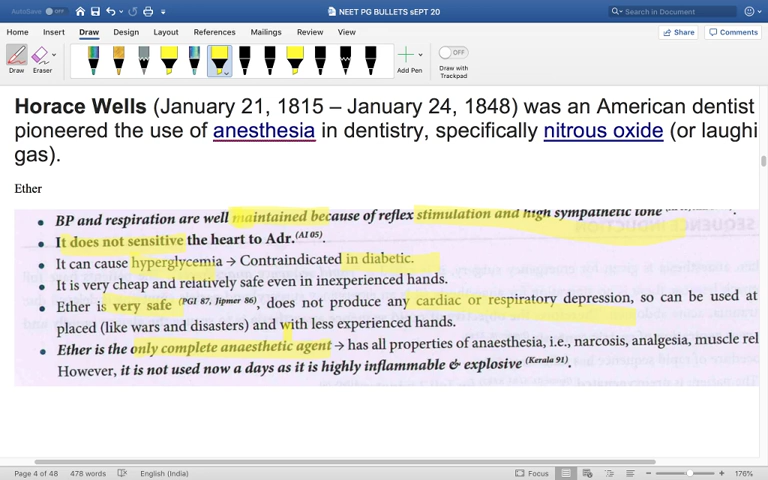 AutoSave OFF
NEET PG BULLETS sEPT 20
Search in Document
Home Insert Draw Design Layout References Mailings Review View Share Comments
Draw Eraser Add Pen OFF Draw with Trackpad
Horace Wells (January 21, 1815 – January 24, 1848) was an American dentist
pioneered the use of anesthesia in dentistry, specifically nitrous oxide (or laughi
gas).
Ether
• BP and respiration are well maintained because of reflex stimulation and high sympathetic tone
• It does not sensitive the heart to Adr.(AI 05).
• It can cause hyperglycemia → Contraindicated in diabetic.
It is very cheap and relatively safe even in inexperienced hands.
• Ether is very safe (PGI 87, Jipmer 86), does not produce any cardiac or respiratory depression, so can be used at
placed (like wars and disasters) and with less experienced hands.
• Ether is the only complete anaesthetic agent → has all properties of anaesthesia, i.e., narcosis, analgesia, muscle rel
However, it is not used now a days as it is highly inflammable & explosive (Kerala 91).
Page 4 of 48 478 words English (India) Focus 176%